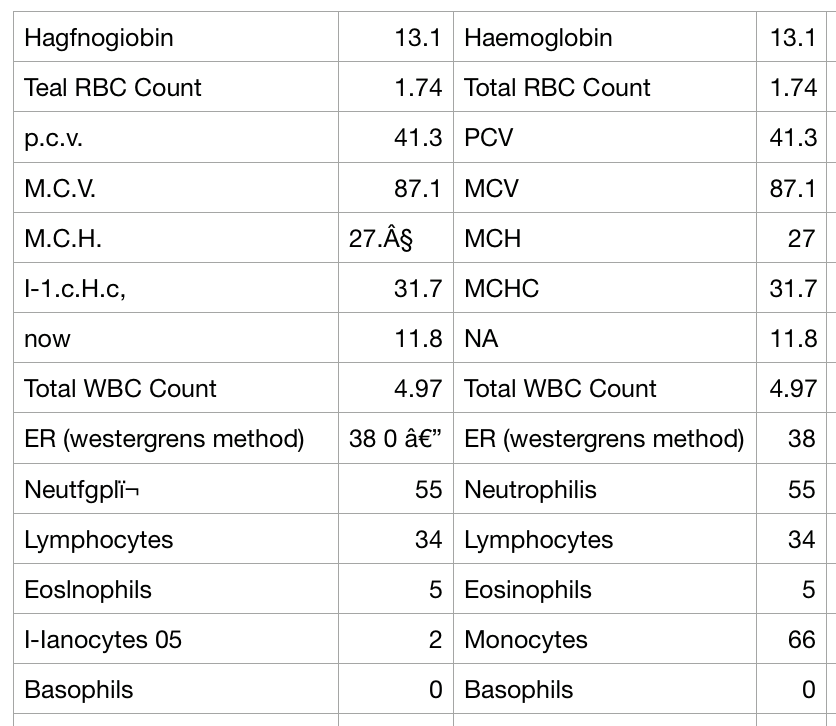 Hagfnogiobin 13.1 Haemoglobin 13.1
Teal RBC Count 1.74 Total RBC Count 1.74
p.c.v. 41.3 PCV 41.3
M.C.V. 87.1 MCV 87.1
M.C.H. 27.Â§ MCH 27
I-1.c.H.c, 31.7 MCHC 31.7
now 11.8 NA 11.8
Total WBC Count 4.97 Total WBC Count 4.97
ER (westergrens method) 38 0 â€” ER (westergrens method) 38
Neutfgplï¬ 55 Neutrophilis 55
Lymphocytes 34 Lymphocytes 34
Eoslnophils 5 Eosinophils 5
I-Ianocytes 05 2 Monocytes 66
Basophils 0 Basophils 0